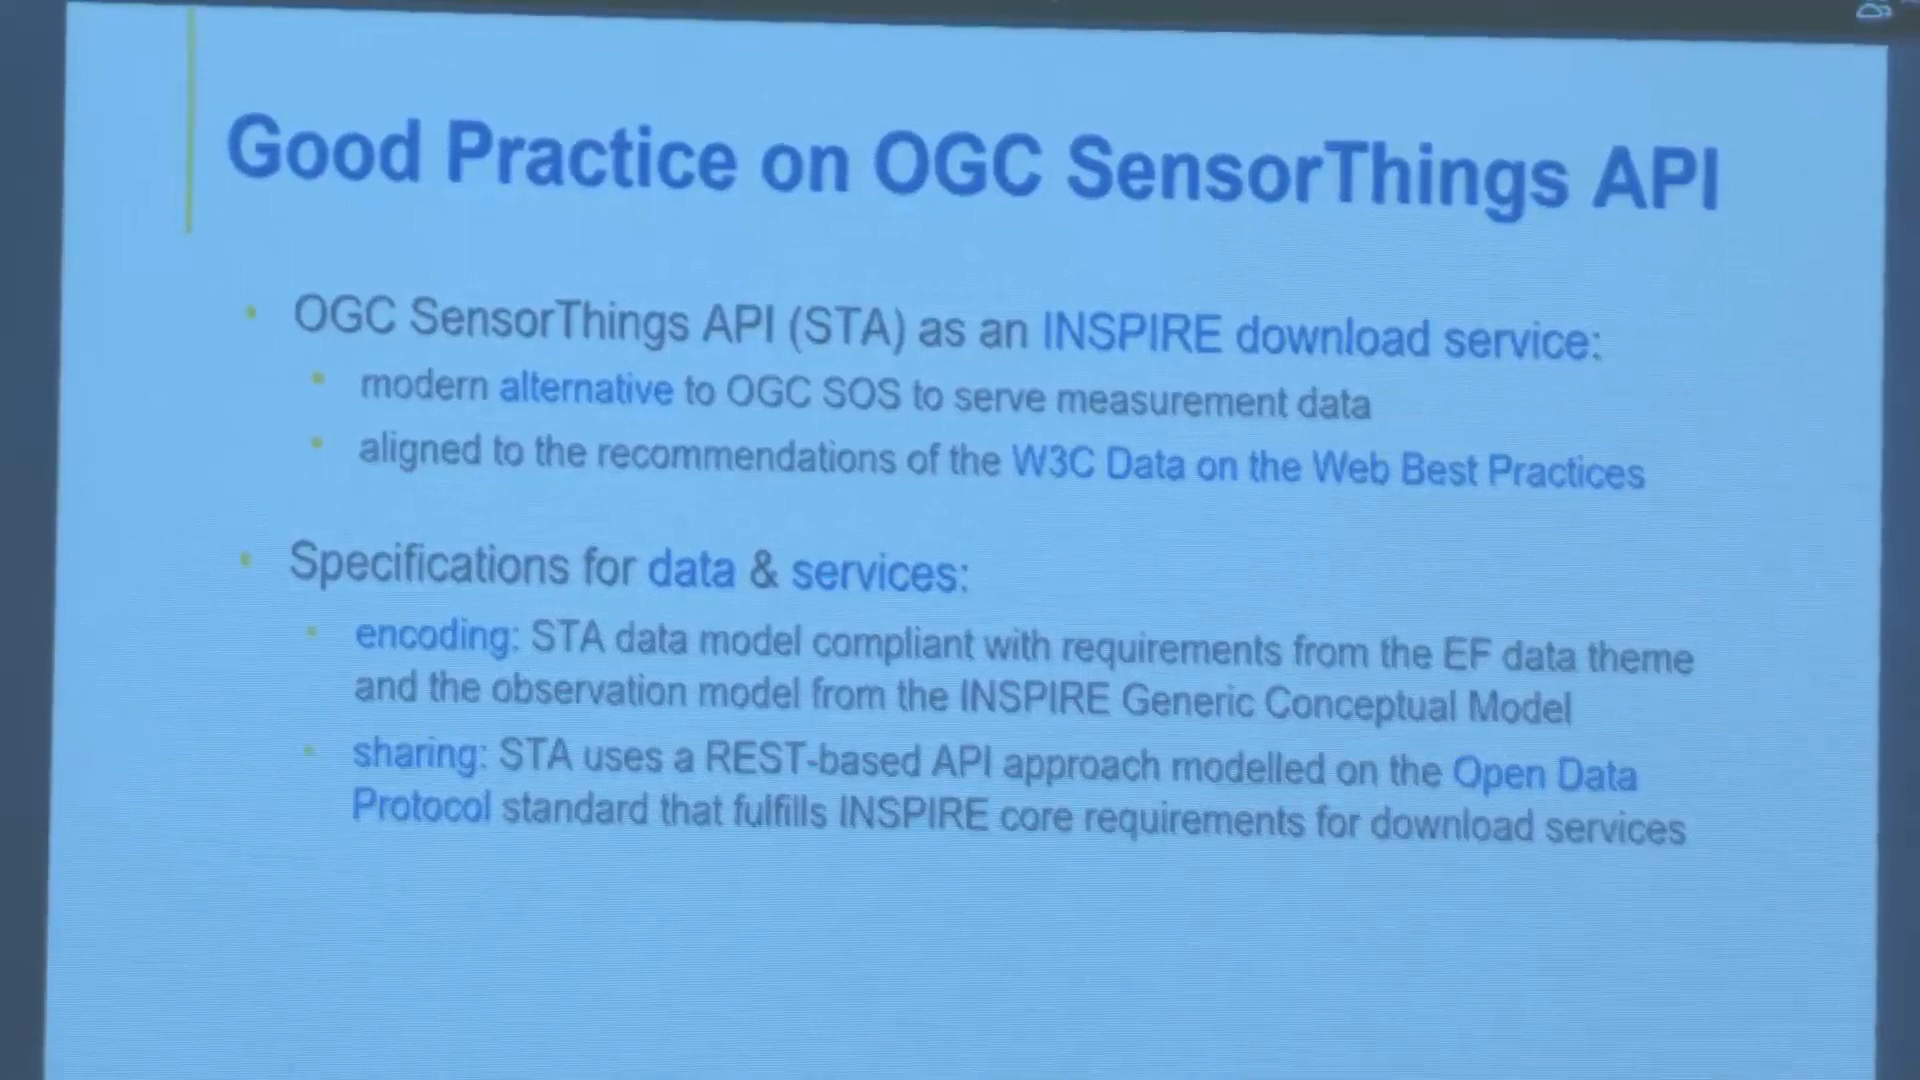 Good Practice on OGC SensorThings API
OGC SensorThings API (STA) as an INSPIRE download service:
modern alternative to OGC SOS to serve measurement data
aligned to the recommendations of the W3C Data on the Web Best Practices
Specifications for data & services:
encoding: STA data model compliant with requirements from the EF data theme
and the observation model from the INSPIRE Generic Conceptual Model
sharing: STA uses a REST-based API approach modelled on the Open Data
Protocol standard that fulfills INSPIRE core requirements for download services